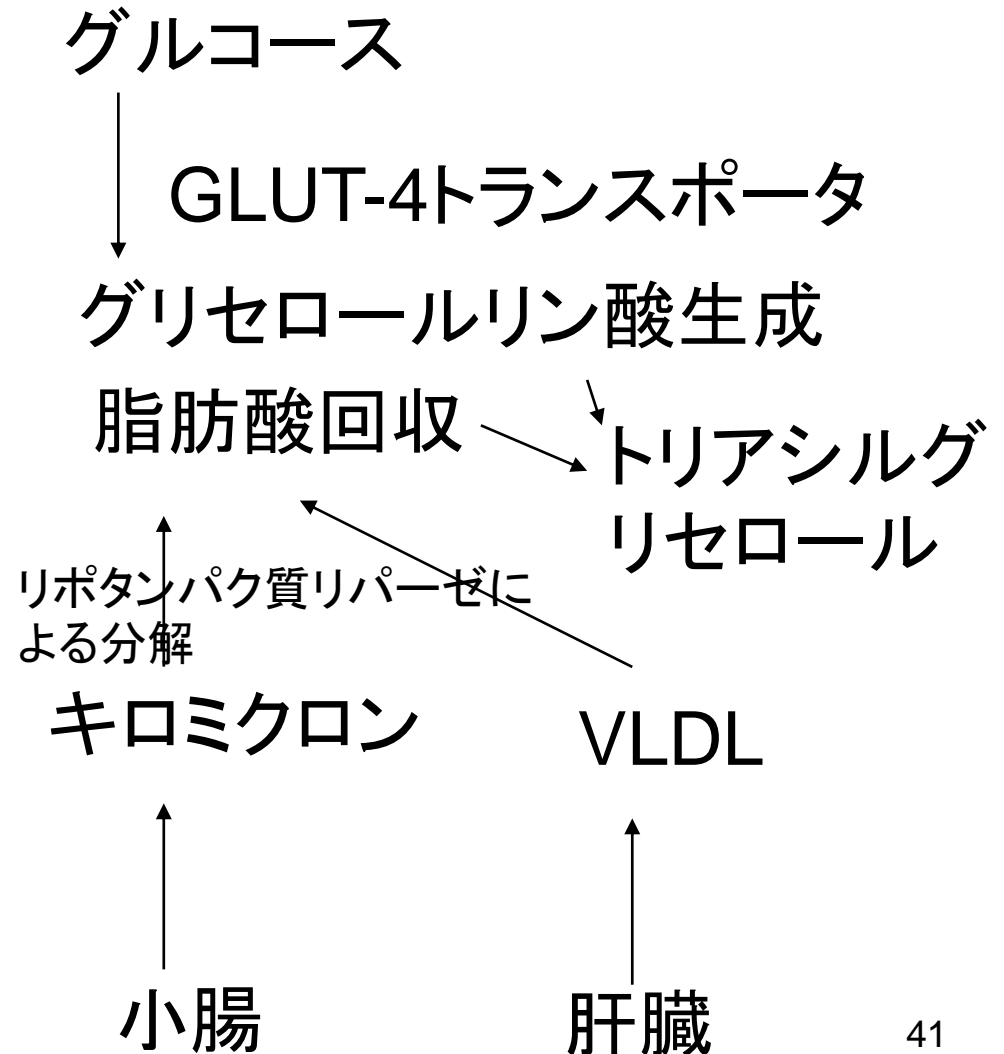 グルコース
GLUT-4トランスポータ
グリセロールリン酸生成
脂肪酸回収
トリアシルグ
リセロール
リポタンパク質リパーゼに
よる分解
キロミクロン
VLDL
小腸
肝臓
41